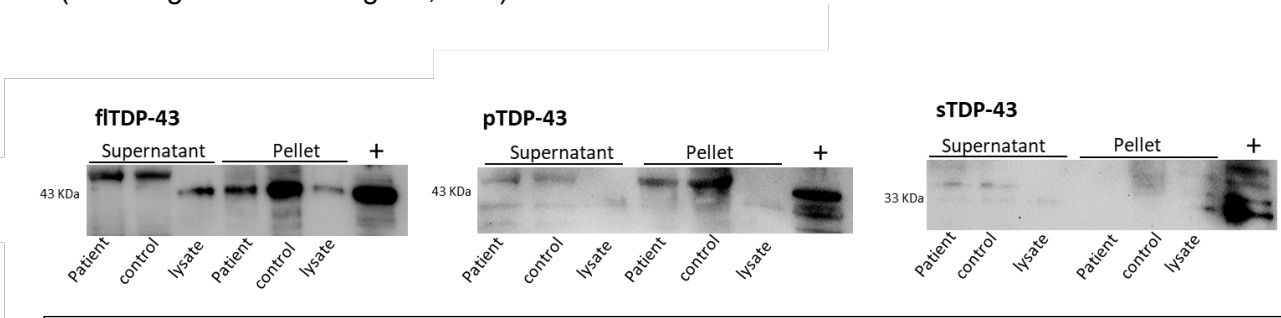 flTDP-43
Supernatant Pellet +
43 KDa
Patient control lysate Patient control lysate
pTDP-43
Supernatant Pellet +
43 KDa
Patient control lysate Patient control lysate
sTDP-43
Supernatant Pellet +
33 KDa
Patient control lysate Patient control lysate